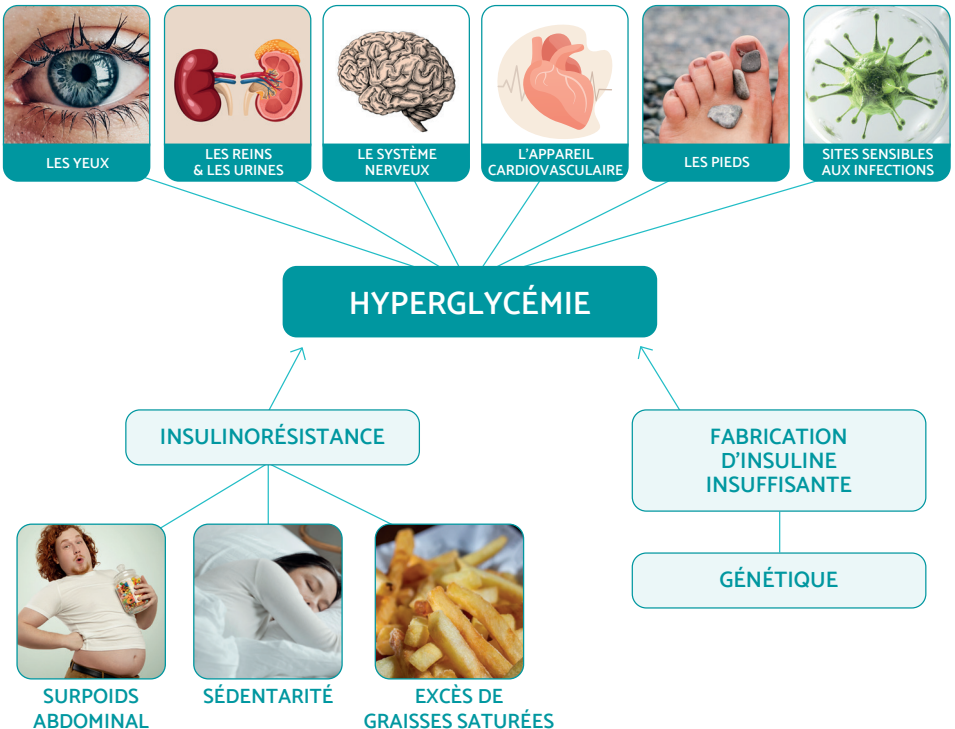 LES YEUX
LES REINS
& LES URINES
LE SYSTÈME
NERVEUX
L'APPAREIL
CARDIOVASCULAIRE
LES PIEDS
SITES SENSIBLES
AUX INFECTIONS
HYPERGLYCÉMIE
INSULINORÉSISTANCE
FABRICATION
D'INSULINE
INSUFFISANTE
GÉNÉTIQUE
SURPOIDS
ABDOMINAL
SÉDENTARITÉ
EXCÈS DE
GRAISSES SATURÉES